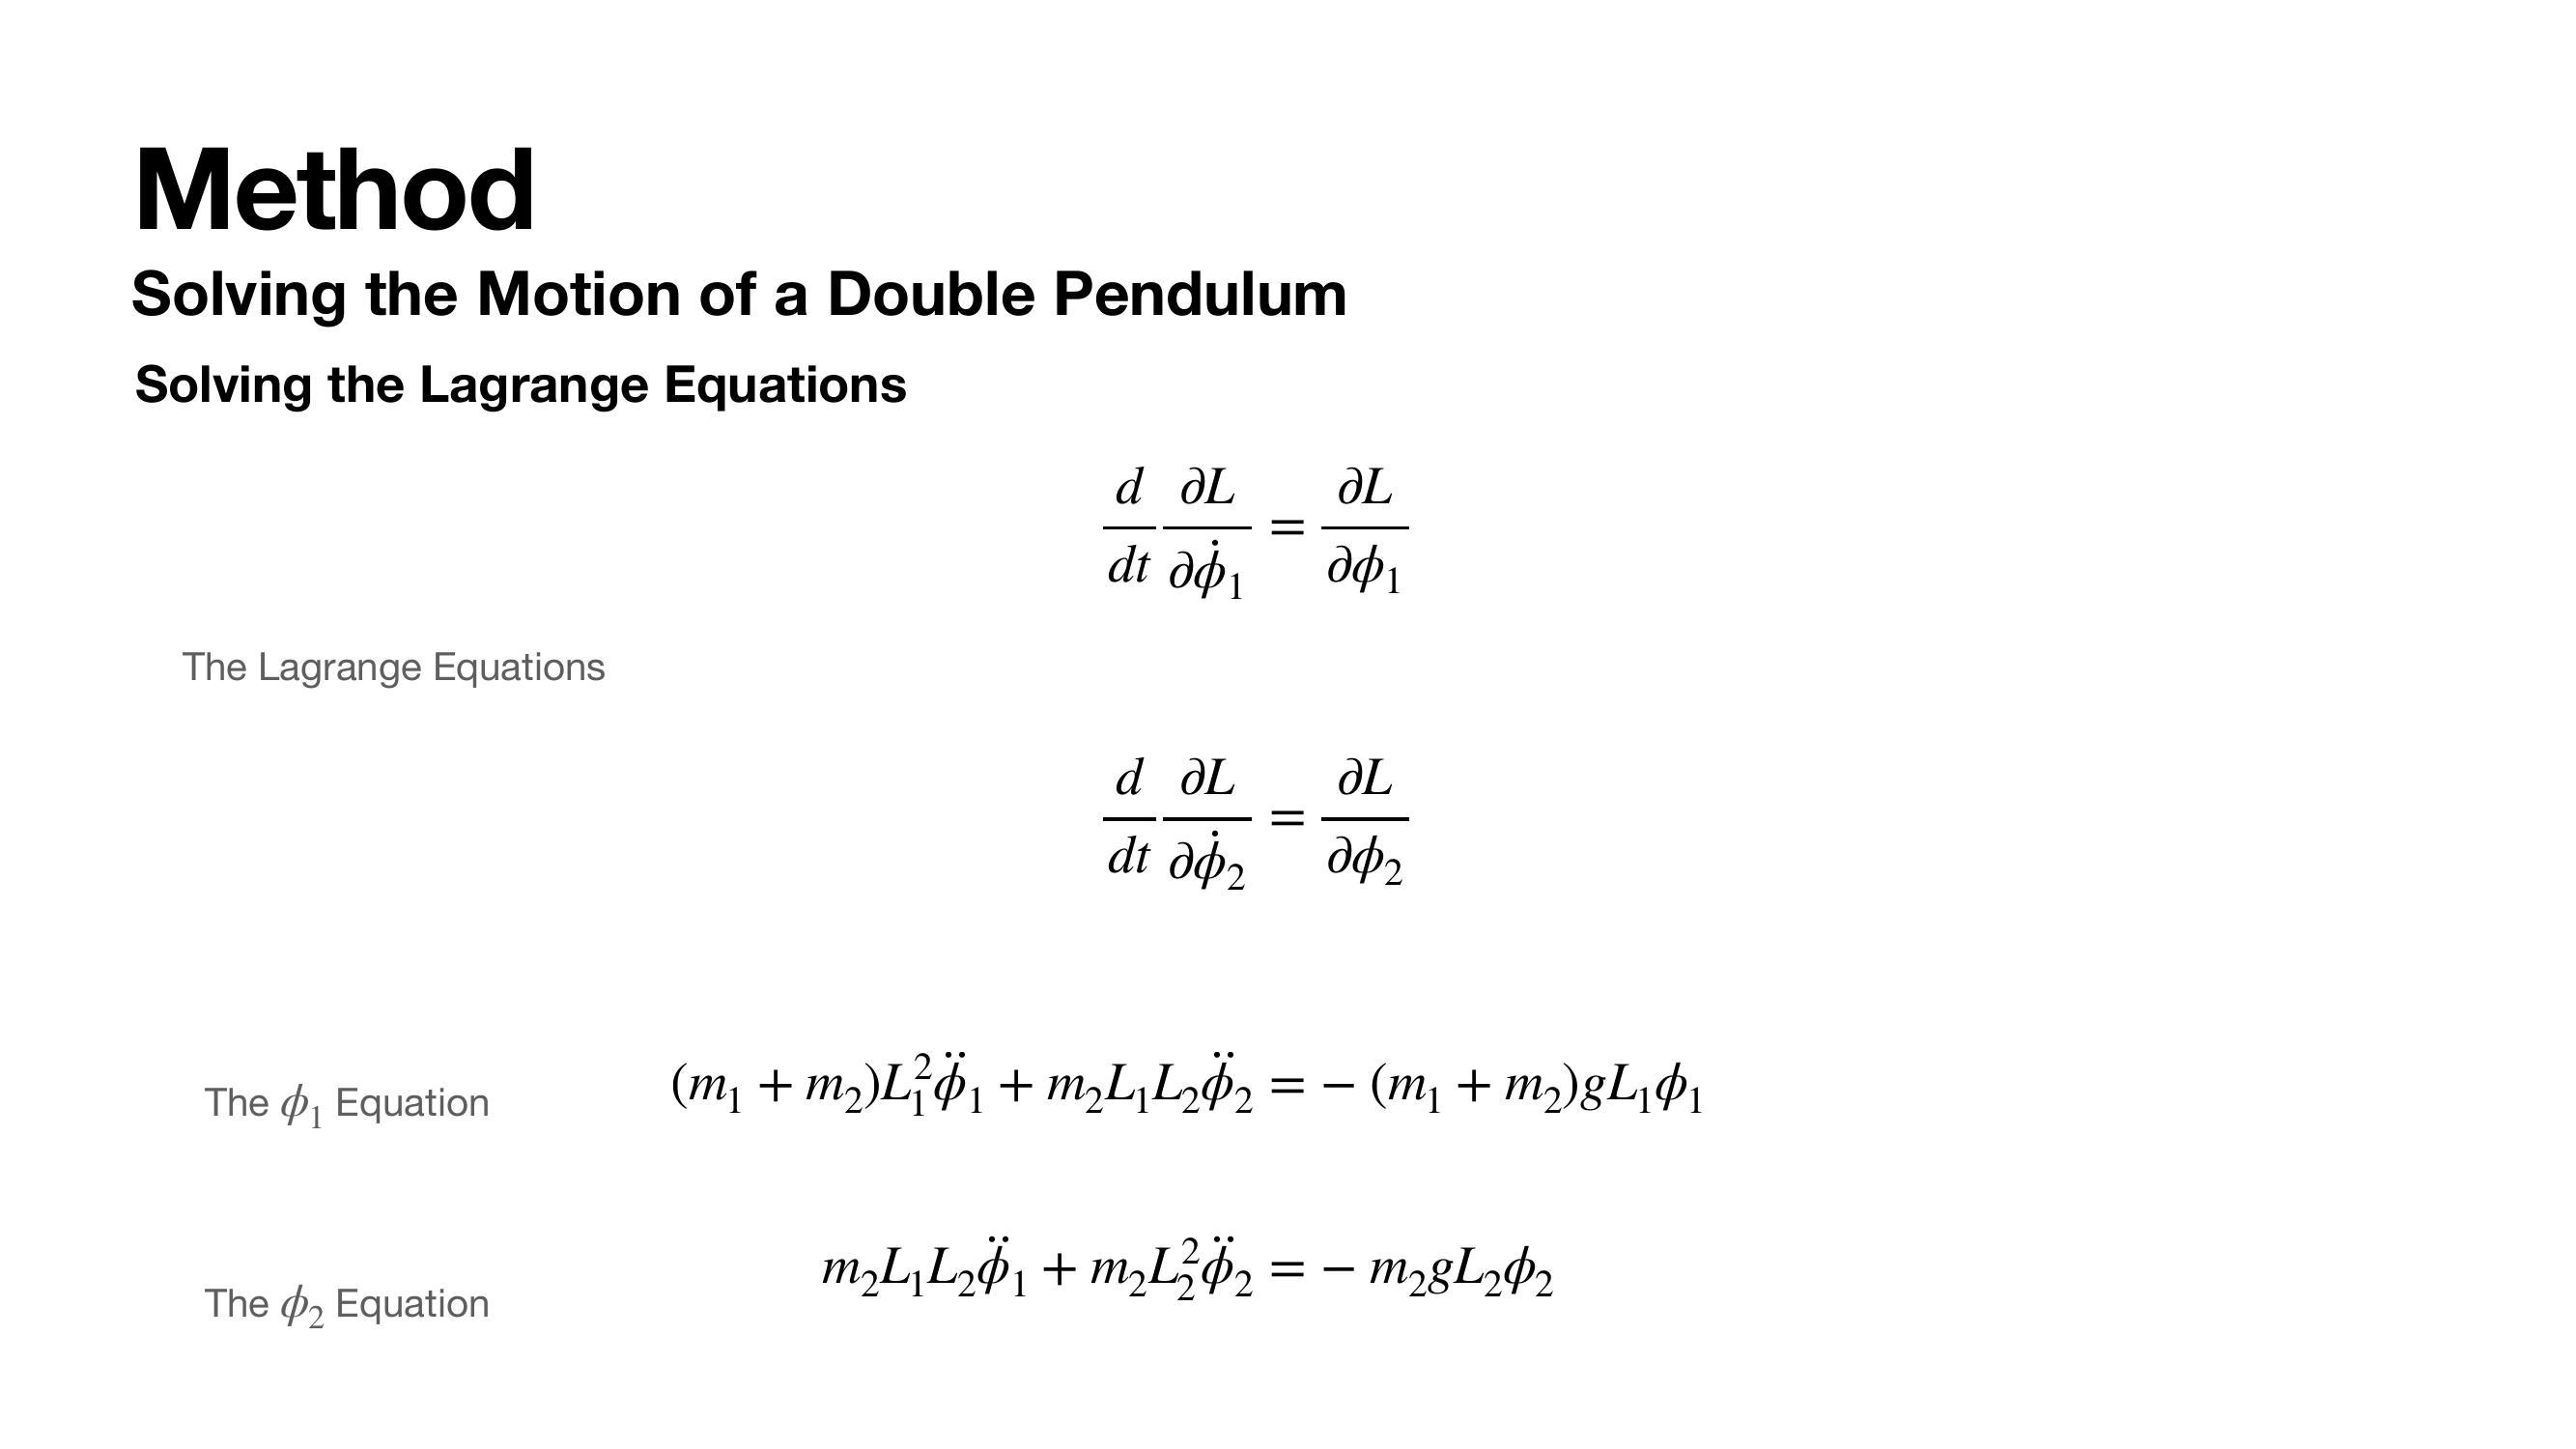 Method
Solving the Motion of a Double Pendulum
Solving the Lagrange Equations
\frac{d}{dt}\frac{\partial L}{\partial \dot{\phi}_1} = \frac{\partial L}{\partial \phi_1}
The Lagrange Equations
\frac{d}{dt}\frac{\partial L}{\partial \dot{\phi}_2} = \frac{\partial L}{\partial \phi_2}
The \phi_1 Equation (m_1 + m_2)L_1^2\ddot{\phi}_1 + m_2L_1L_2\ddot{\phi}_2 = -(m_1 + m_2)gL_1\phi_1
The \phi_2 Equation m_2L_1L_2\ddot{\phi}_1 + m_2L_2^2\ddot{\phi}_2 = -m_2gL_2\phi_2